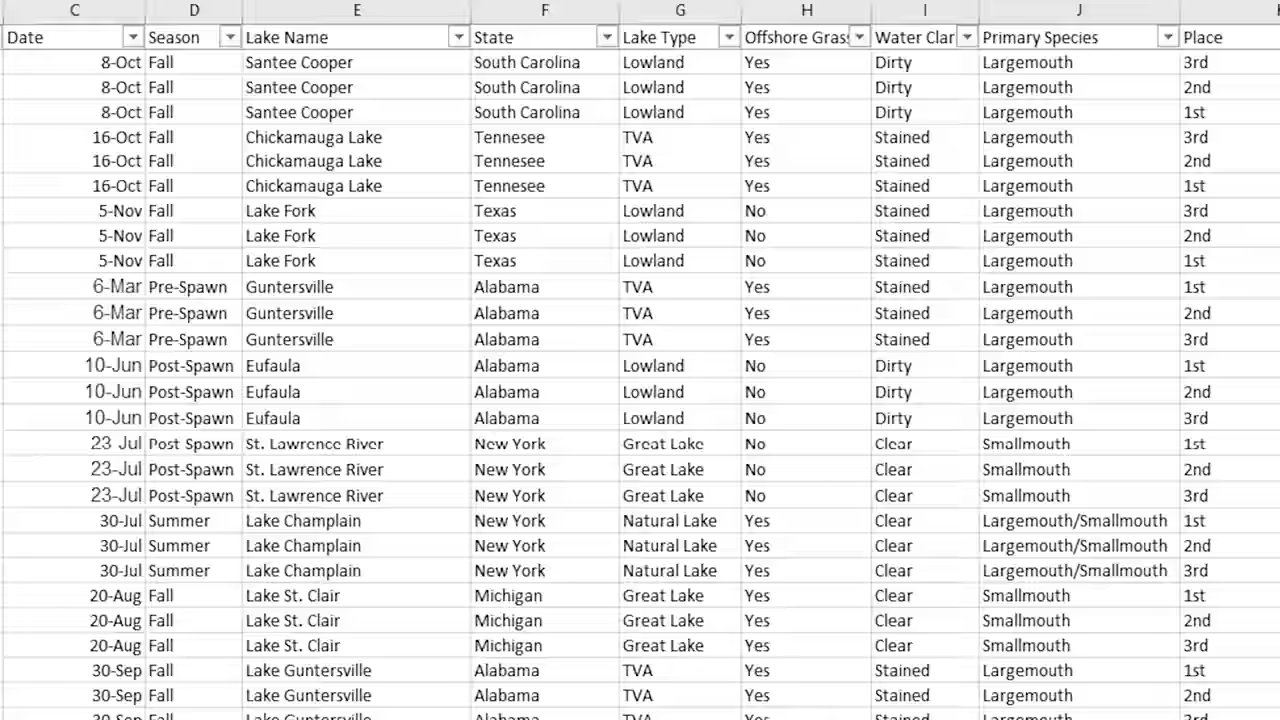 C D E F G H I J
Date Season Lake Name State Lake Type Offshore Grass Water Clar Primary Species Place
8-Oct Fall Santee Cooper South Carolina Lowland Yes Dirty Largemouth 3rd
8-Oct Fall Santee Cooper South Carolina Lowland Yes Dirty Largemouth 2nd
8-Oct Fall Santee Cooper South Carolina Lowland Yes Dirty Largemouth 1st
16-Oct Fall Chickamauga Lake Tennesee TVA Yes Stained Largemouth 3rd
16-Oct Fall Chickamauga Lake Tennesee TVA Yes Stained Largemouth 2nd
16-Oct Fall Chickamauga Lake Tennesee TVA Yes Stained Largemouth 1st
5-Nov Fall Lake Fork Texas Lowland No Stained Largemouth 3rd
5-Nov Fall Lake Fork Texas Lowland No Stained Largemouth 2nd
5-Nov Fall Lake Fork Texas Lowland No Stained Largemouth 1st
6-Mar Pre-Spawn Guntersville Alabama TVA Yes Stained Largemouth 1st
6-Mar Pre-Spawn Guntersville Alabama TVA Yes Stained Largemouth 2nd
6-Mar Pre-Spawn Guntersville Alabama TVA Yes Stained Largemouth 3rd
10-Jun Post-Spawn Eufaula Alabama Lowland No Dirty Largemouth 1st
10-Jun Post-Spawn Eufaula Alabama Lowland No Dirty Largemouth 2nd
10-Jun Post-Spawn Eufaula Alabama Lowland No Dirty Largemouth 3rd
23-Jul Post-Spawn St. Lawrence River New York Great Lake No Clear Smallmouth 1st
23-Jul Post-Spawn St. Lawrence River New York Great Lake No Clear Smallmouth 2nd
23-Jul Post-Spawn St. Lawrence River New York Great Lake No Clear Smallmouth 3rd
30-Jul Summer Lake Champlain New York Natural Lake Yes Clear Largemouth/Smallmouth 1st
30-Jul Summer Lake Champlain New York Natural Lake Yes Clear Largemouth/Smallmouth 2nd
30-Jul Summer Lake Champlain New York Natural Lake Yes Clear Largemouth/Smallmouth 3rd
20-Aug Fall Lake St. Clair Michigan Great Lake Yes Clear Smallmouth 1st
20-Aug Fall Lake St. Clair Michigan Great Lake Yes Clear Smallmouth 2nd
20-Aug Fall Lake St. Clair Michigan Great Lake Yes Clear Smallmouth 3rd
30-Sep Fall Lake Guntersville Alabama TVA Yes Stained Largemouth 1st
30-Sep Fall Lake Guntersville Alabama TVA Yes Stained Largemouth 2nd
30-Sep Fall Lake Guntersville Alabama TVA Yes Stained Largemouth 3rd